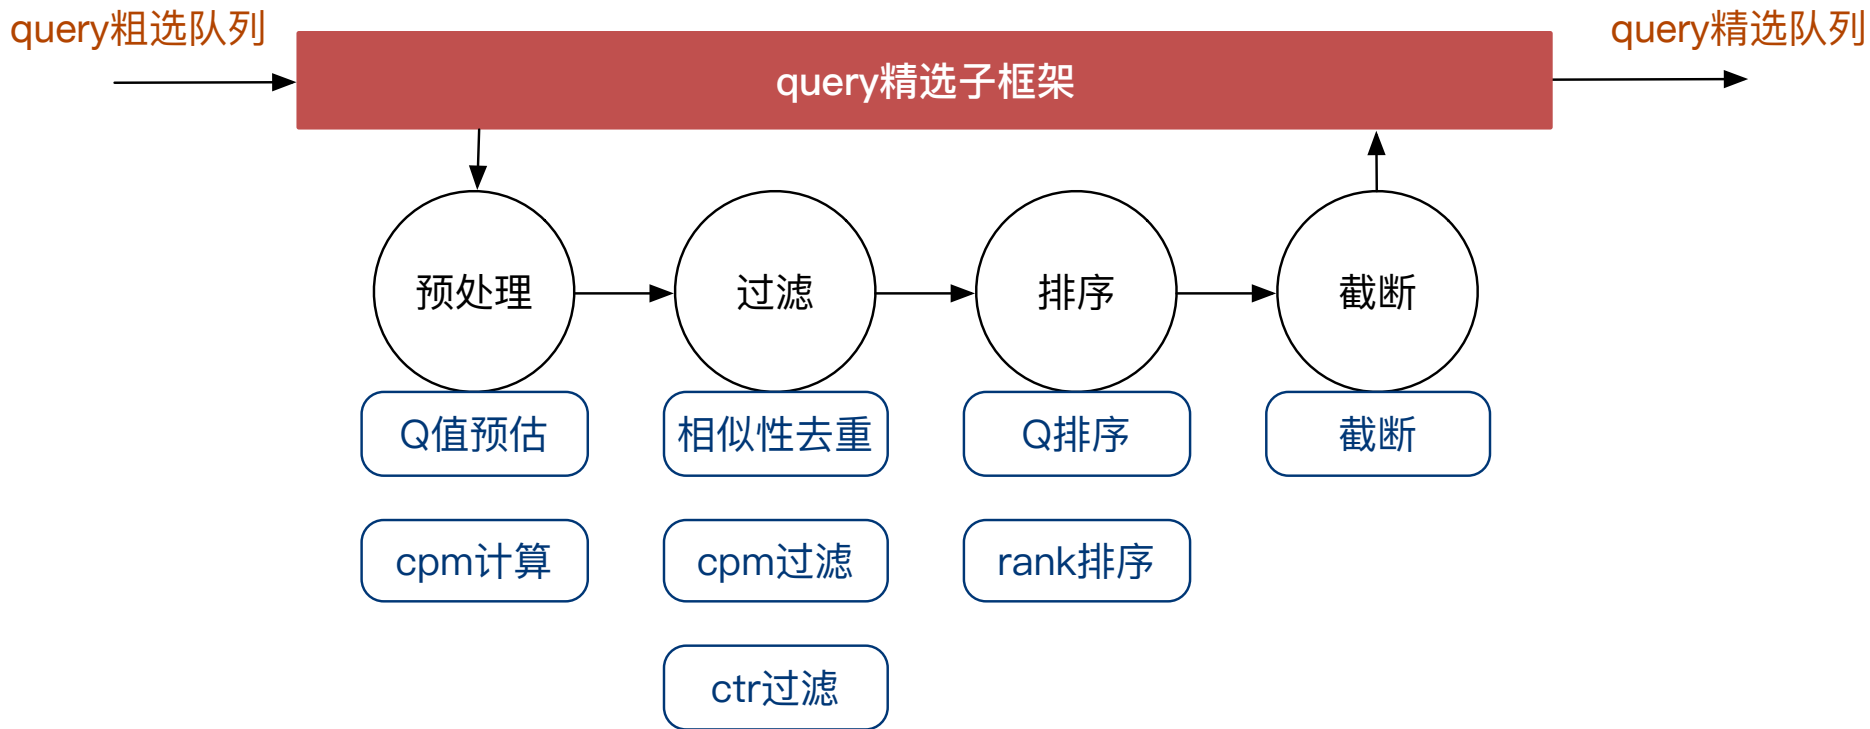 query粗选队列
query精选队列
query精选子框架
预处理
过滤
排序
截断
Q值预估
相似性去重
Q排序
截断
cpm计算
cpm过滤
rank排序
ctr过滤